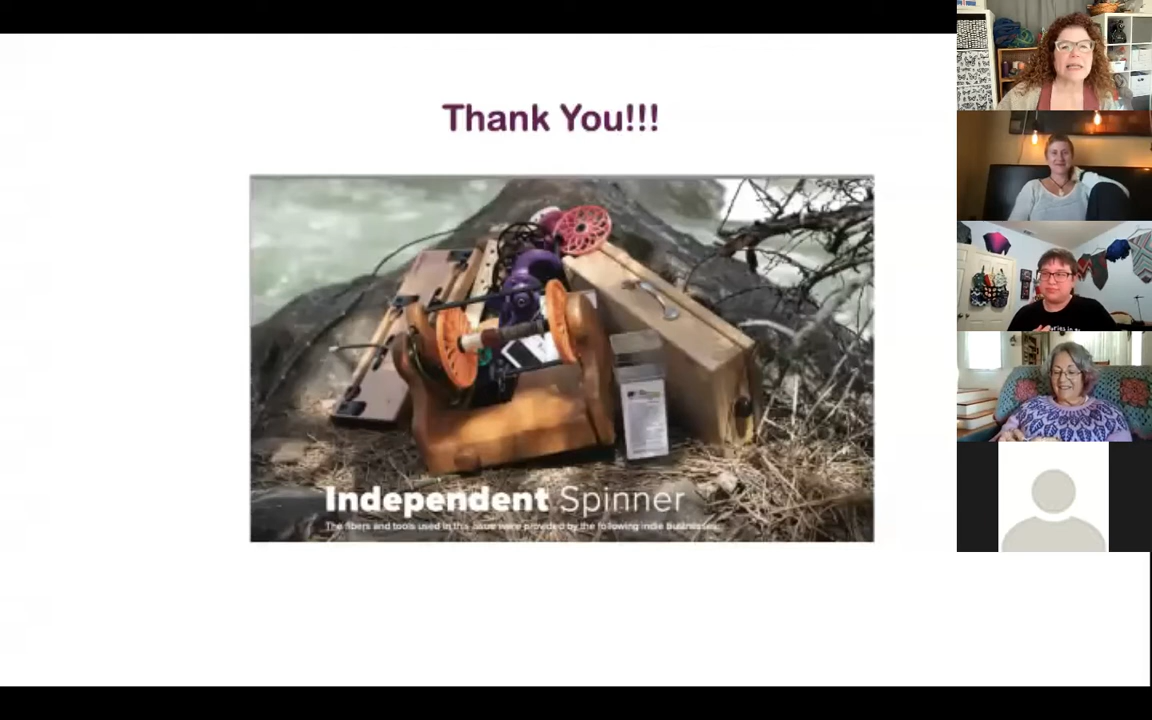 Thank You!!!
Independent Spinner
The fibers and tools used in this issue were provided by the following indie Businesses: